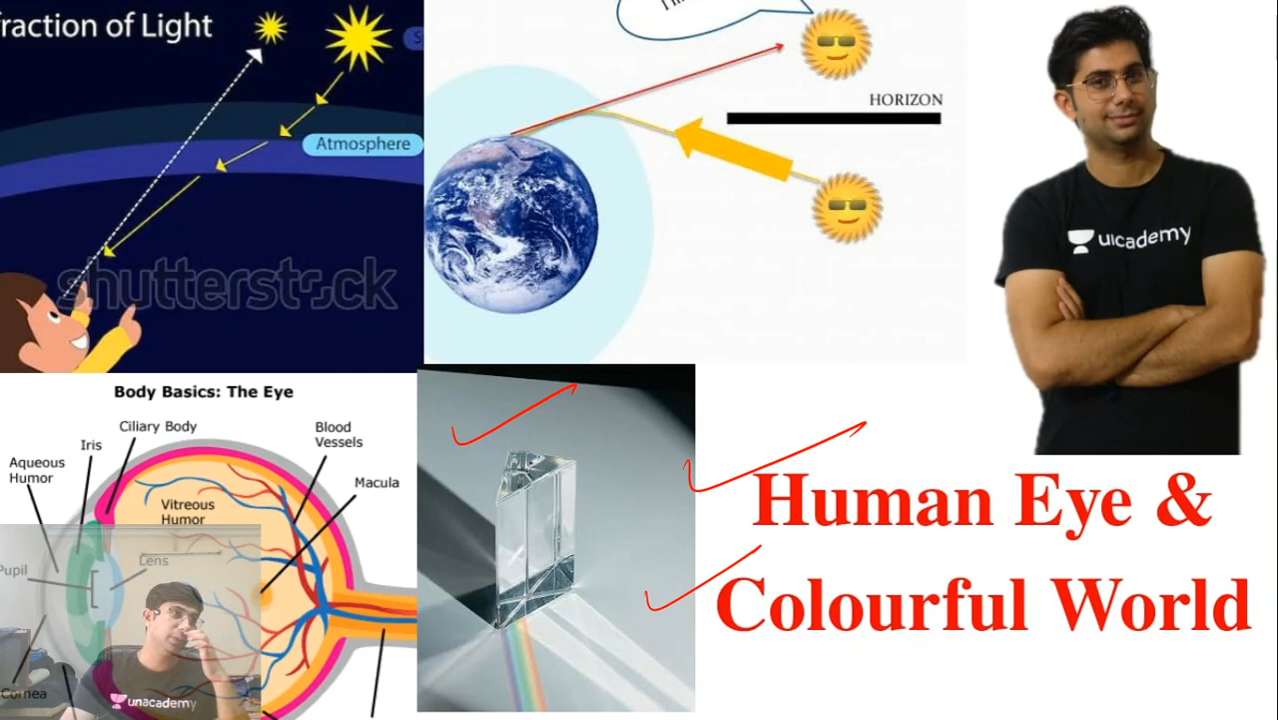 raction of Light
Atmosphere
shutterstock
HORIZON
unacademy
Body Basics: The Eye
Ciliary Body
Iris
Aqueous
Humor
Blood
Vessels
Macula
Vitreous
Humor
Lens
Pupil
Cornea
unacademy
Human Eye &
Colourful World